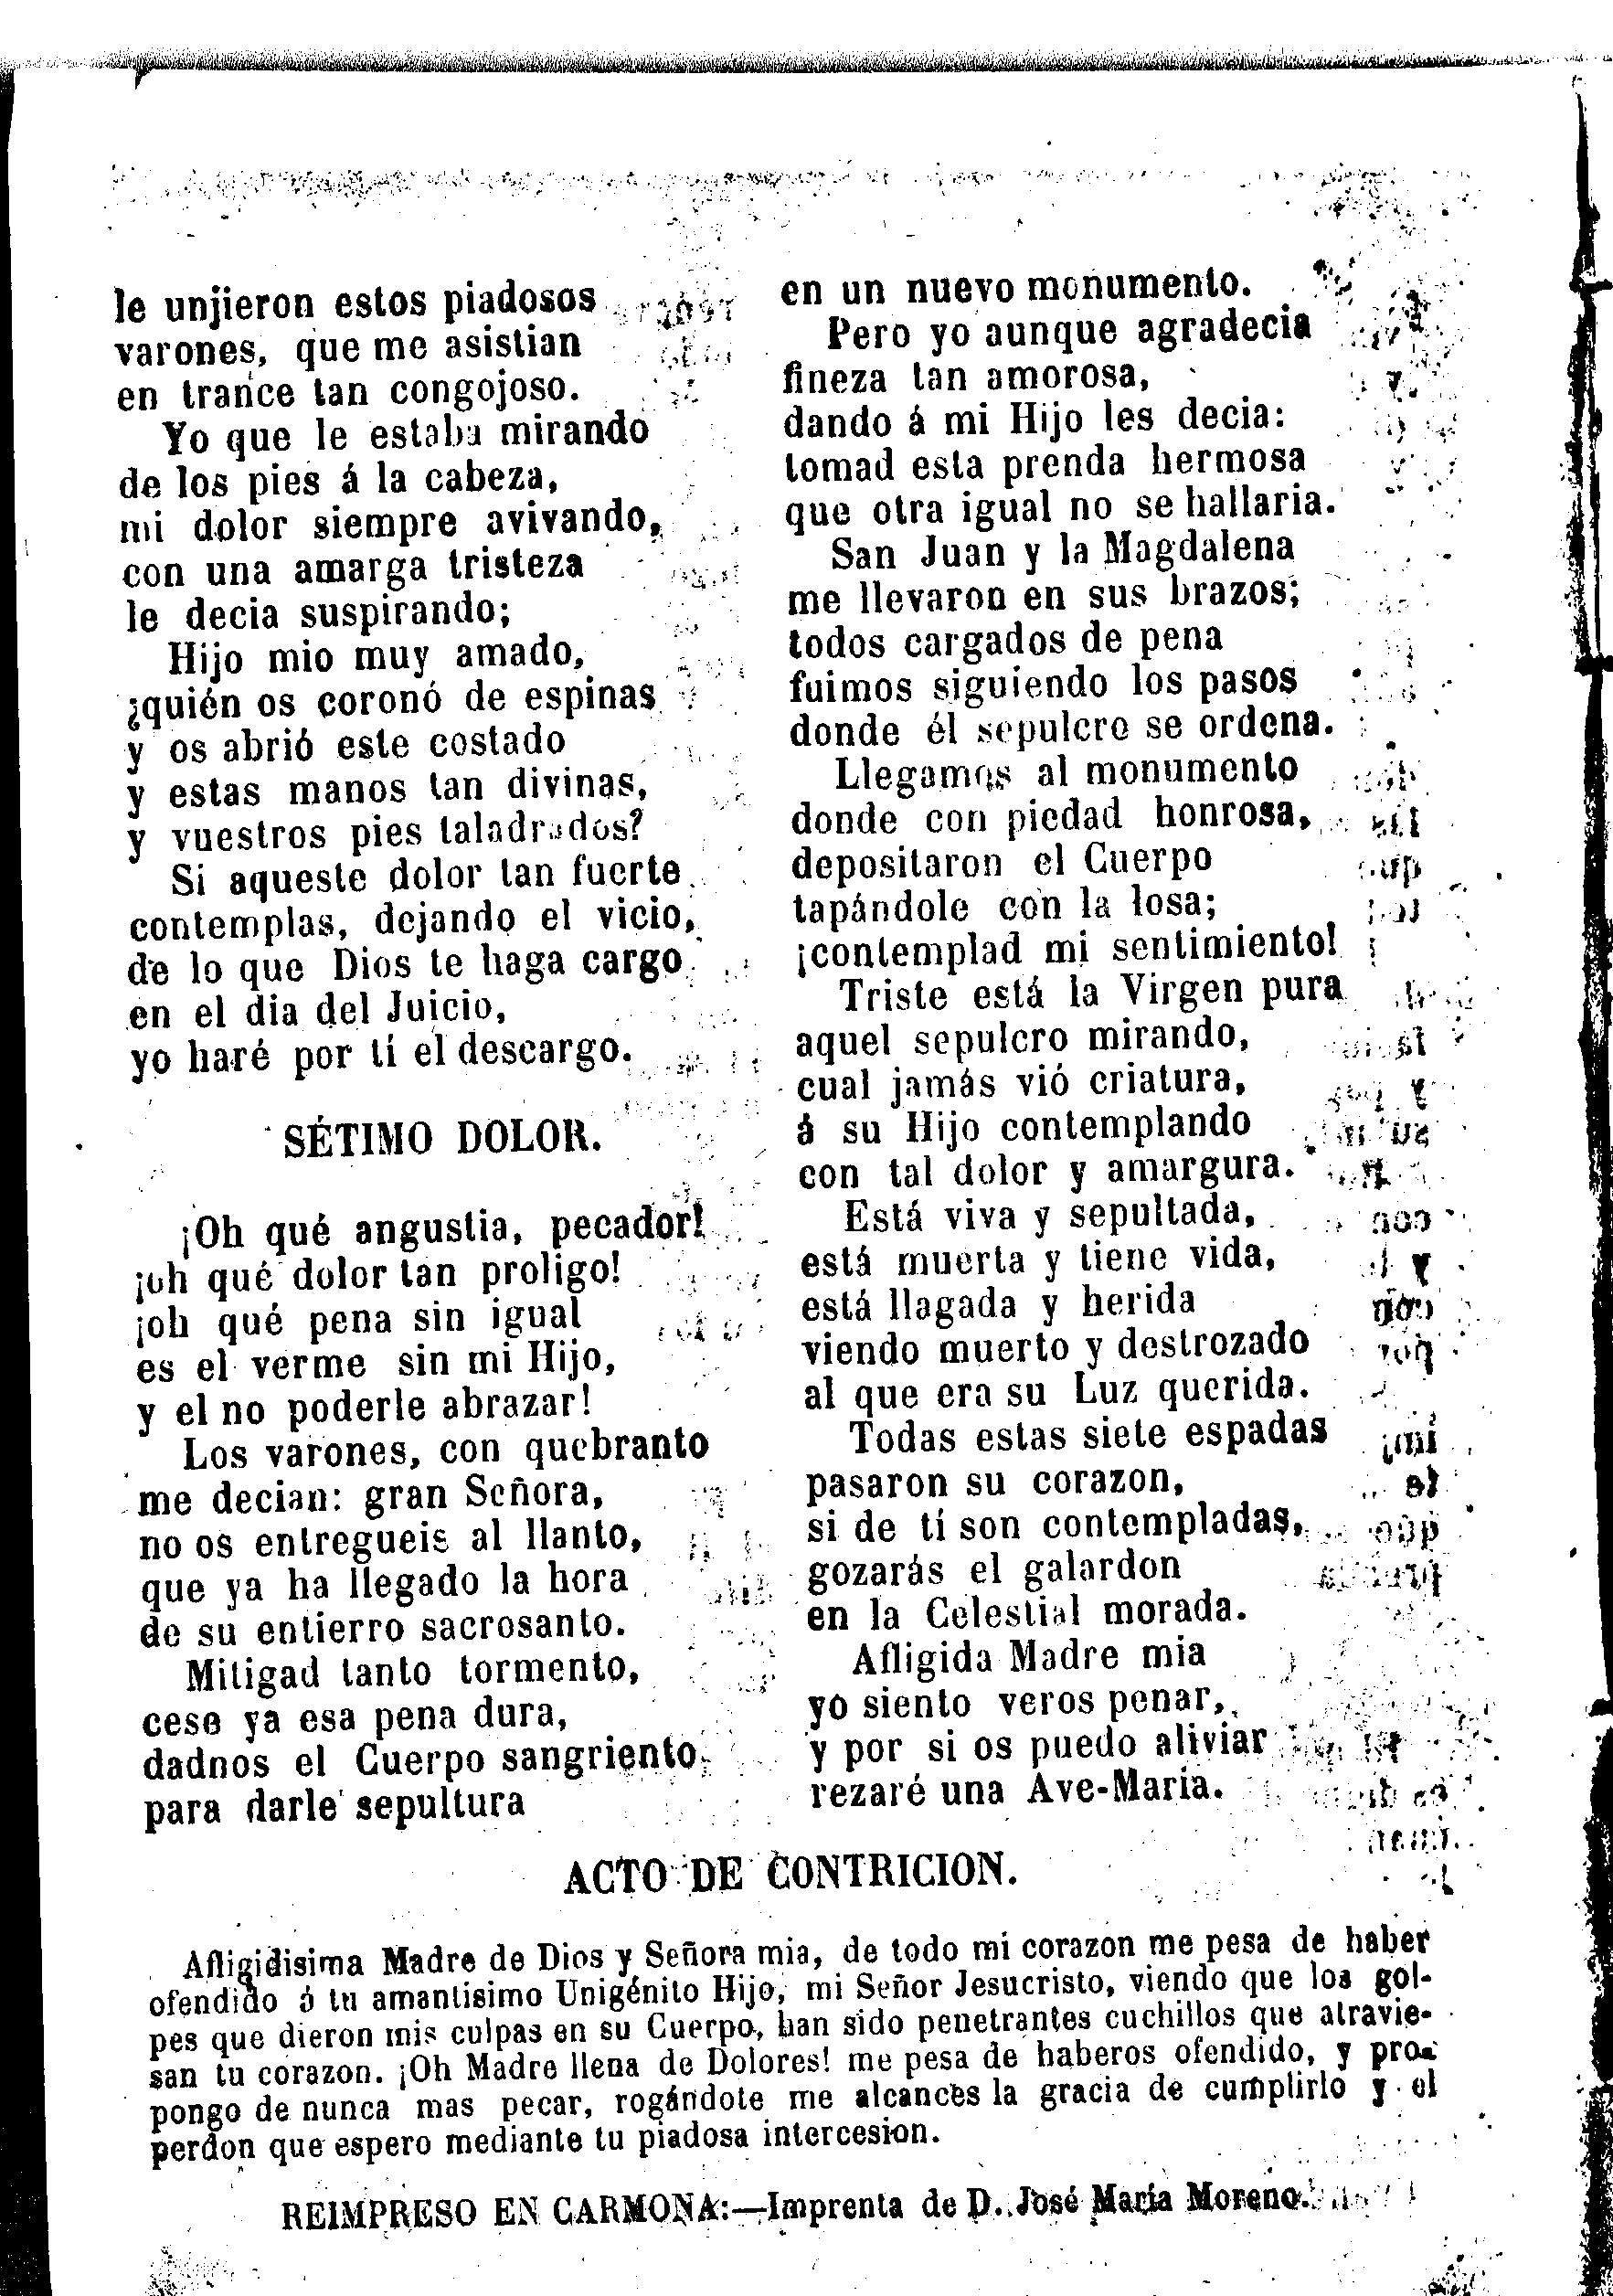 le unjieron estos piadosos
varones, que me asistian
en trance tan congojoso.
Yo que le estaba mirando
de los pies á la cabeza,
mi dolor siempre avivando,
con una amarga tristeza
le decia suspirando;
Hijo mio muy amado,
¿quién os coronó de espinas
y os abrió este costado
y estas manos tan divinas,
y vuestros pies taladrados?
Si aqueste dolor tan fuerte
contemplas, dejando el vicio,
de lo que Dios te haga cargo
en el dia del Juicio,
yo haré por tí el descargo.
SÉTIMO DOLOR.
¡Oh qué angustia, pecador!
¡oh qué dolor tan proligo!
¡oh qué pena sin igual
es el verme sin mi Hijo,
y el no poderle abrazar!
Los varones, con quebranto
me decian: gran Señora,
no os entregueis al llanto,
que ya ha llegado la hora
de su entierro sacrosanto.
Mitigad tanto tormento,
cese ya esa pena dura,
dadnos el Cuerpo sangriento
para darle sepultura
en un nuevo monumento.
Pero yo aunque agradecia
fineza tan amorosa,
dando á mi Hijo les decia:
tomad esta prenda hermosa
que otra igual no se hallaria.
San Juan y la Magdalena
me llevaron en sus brazos;
todos cargados de pena
fuimos siguiendo los pasos
donde él sepulcro se ordena.
Llegamos al monumento
donde con piedad honrosa,
depositaron el Cuerpo
tapándole con la losa;
¡contemplad mi sentimiento!
Triste está la Virgen pura
aquel sepulcro mirando,
cual jamás vió criatura,
á su Hijo contemplando
con tal dolor y amargura.
Está viva y sepultada,
está muerta y tiene vida,
está llagada y herida
viendo muerto y destrozado
al que era su Luz querida.
Todas estas siete espadas
pasaron su corazon,
si de tí son contempladas,
gozarás el galardon
en la Celestial morada.
Afligida Madre mia
yo siento veros penar,
y por si os puedo aliviar
rezaré una Ave-Maria.
ACTO DE CONTRICION.
Afligidisima Madre de Dios y Señora mia, de todo mi corazon me pesa de haber
ofendido á tu amantisimo Unigénito Hijo, mi Señor Jesucristo, viendo que los gol-
pes que dieron mis culpas en su Cuerpo, han sido penetrantes cuchillos que atravie-
san tu corazon. ¡Oh Madre llena de Dolores! me pesa de haberos ofendido, y pro-
pongo de nunca mas pecar, rogándote me alcances la gracia de cumplirlo y el
perdon que espero mediante tu piadosa intercesion.
REIMPRESO EN CARMONA:—Imprenta de D. José María Moreno.